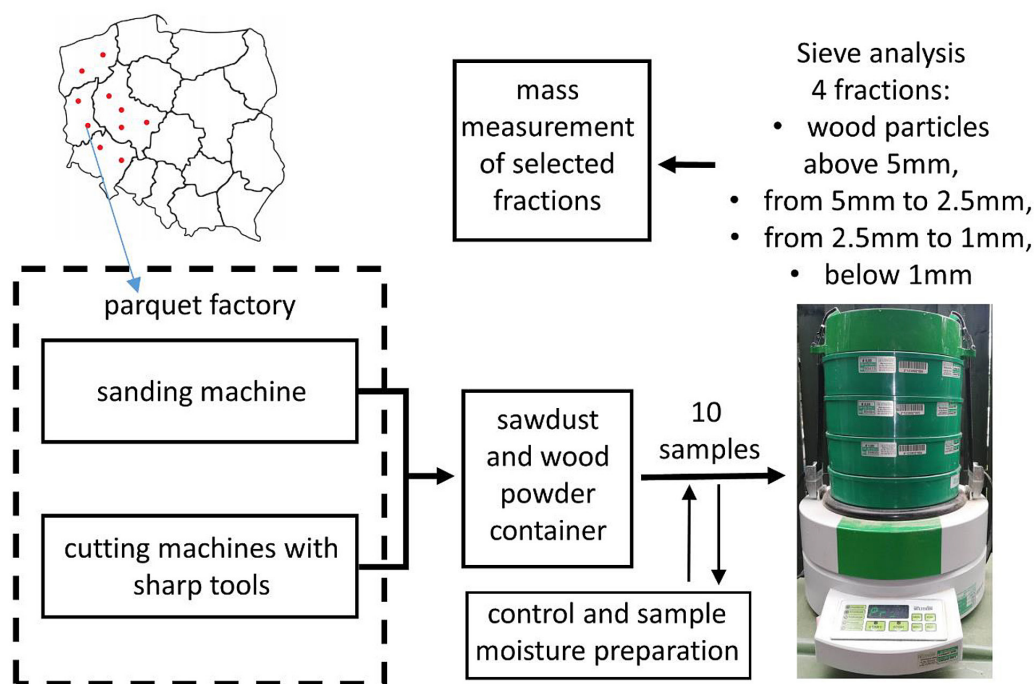 Sieve analysis
4 fractions:
• wood particles
above 5mm,
• from 5mm to 2.5mm,
• from 2.5mm to 1mm,
• below 1mm
mass
measurement
of selected
fractions
parquet factory
sanding machine
cutting machines with
sharp tools
sawdust
and wood
powder
container
10
samples
control and sample
moisture preparation